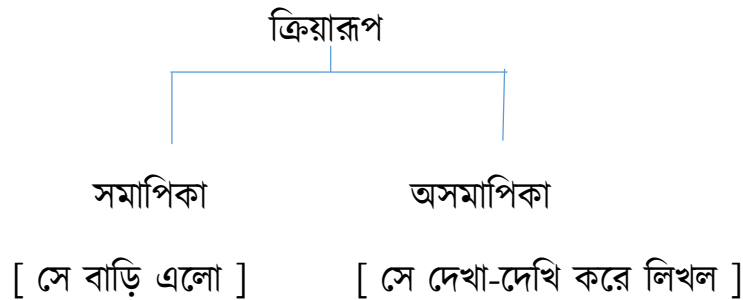 ক্রিয়ারূপ
সমাপিকা অসমাপিকা
[ সে বাড়ি এলো ] [ সে দেখা-দেখি করে লিখল ]